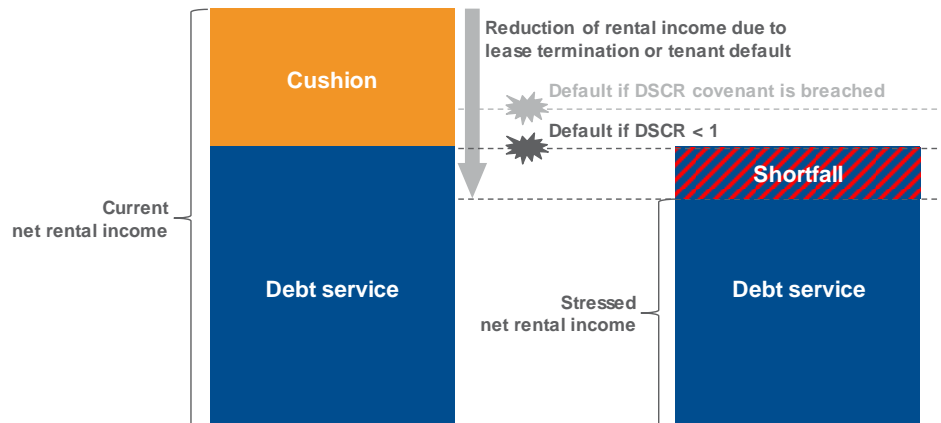 Reduction of rental income due to
lease termination or tenant default
Cushion
Default if DSCR covenant is breached
Default if DSCR < 1
Shortfall
Current
net rental income
Debt service
Debt service
Stressed
net rental income